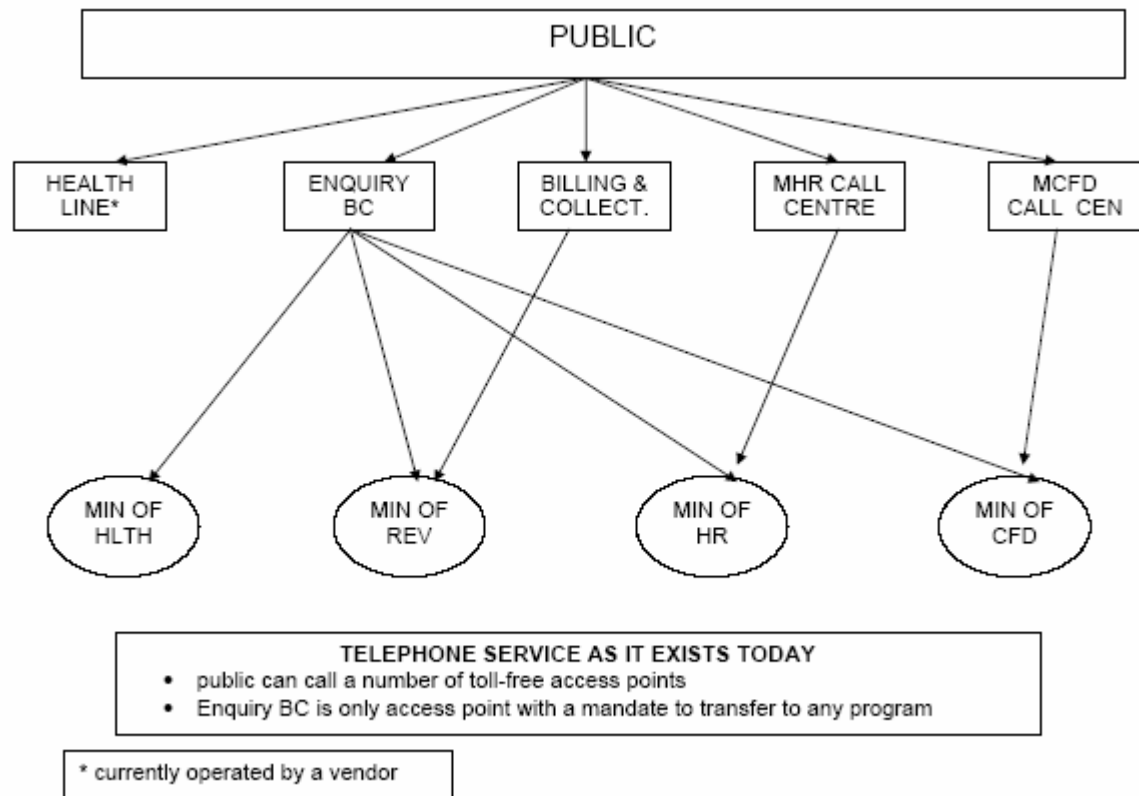 PUBLIC
HEALTH
LINE*
ENQUIRY
BC
BILLING &
COLLECT.
MHR CALL
CENTRE
MCFD
CALL CEN
MIN OF
HLTH
MIN OF
REV
MIN OF
HR
MIN OF
CFD
TELEPHONE SERVICE AS IT EXISTS TODAY
• public can call a number of toll-free access points
• Enquiry BC is only access point with a mandate to transfer to any program
* currently operated by a vendor